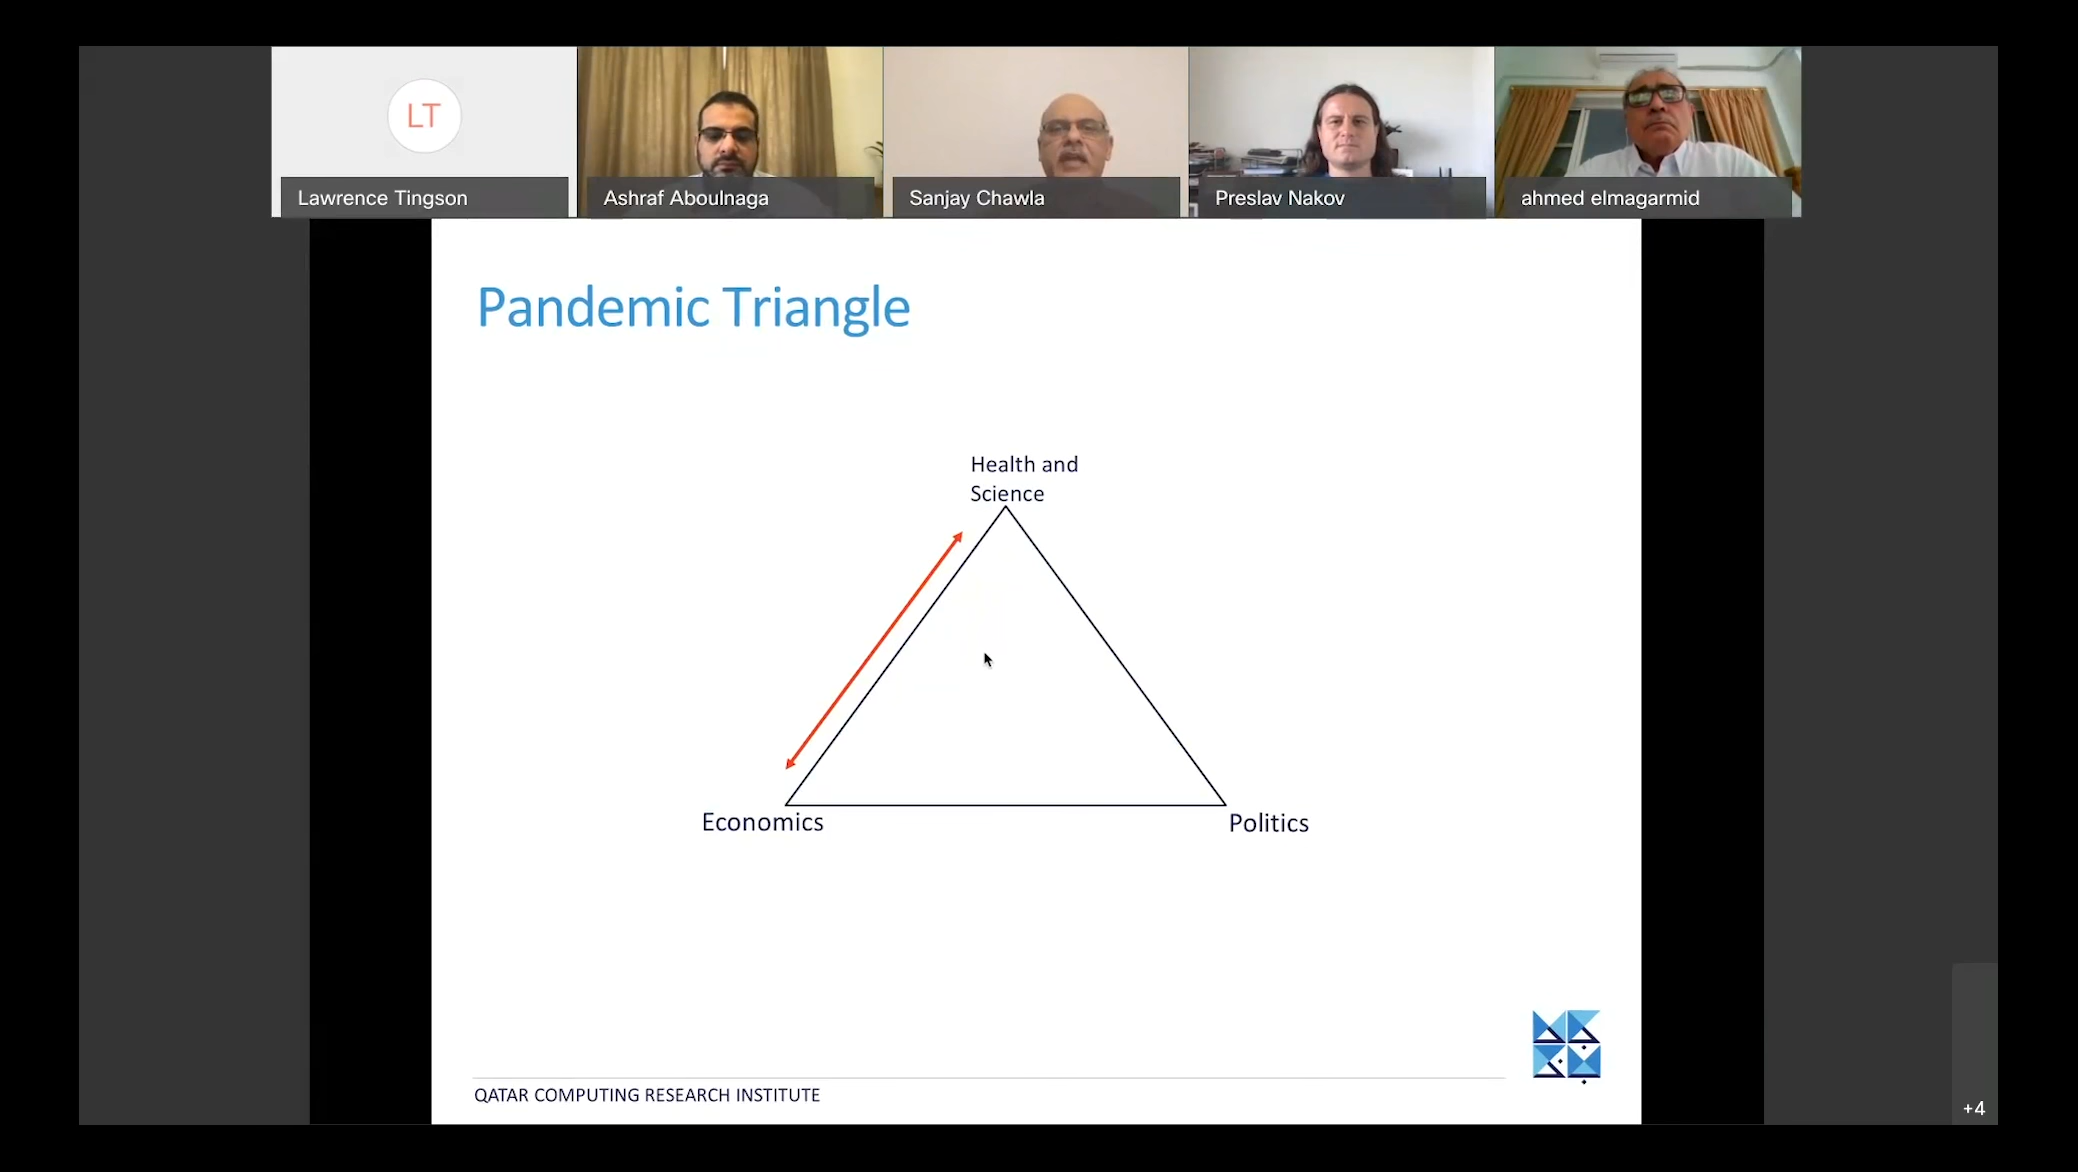 LT
Lawrence Tingson
Ashraf Aboulnaga
Sanjay Chawla
Preslav Nakov
ahmed elmagarmid
Pandemic Triangle
Health and
Science
Economics
Politics
QATAR COMPUTING RESEARCH INSTITUTE
+4